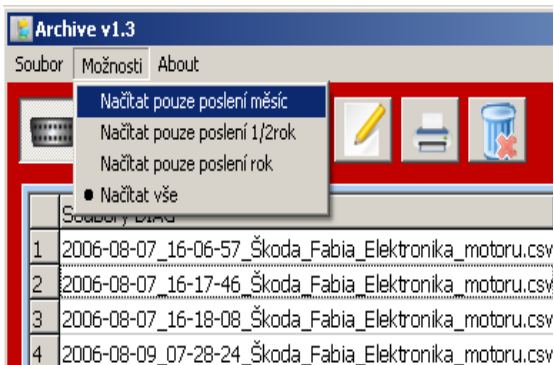 Archive v1.3
Soubor Možnosti About
Načítat pouze poslení měsíc
Načítat pouze poslení 1/2rok
Načítat pouze poslení rok
Načítat vše
Soubory DIAG
1 2006-08-07_16-06-57_Škoda_Fabia_Elektronika_motoru.csv
2 2006-08-07_16-17-46_Škoda_Fabia_Elektronika_motoru.csv
3 2006-08-07_16-18-08_Škoda_Fabia_Elektronika_motoru.csv
4 2006-08-09_07-28-24_Škoda_Fabia_Elektronika_motoru.csv